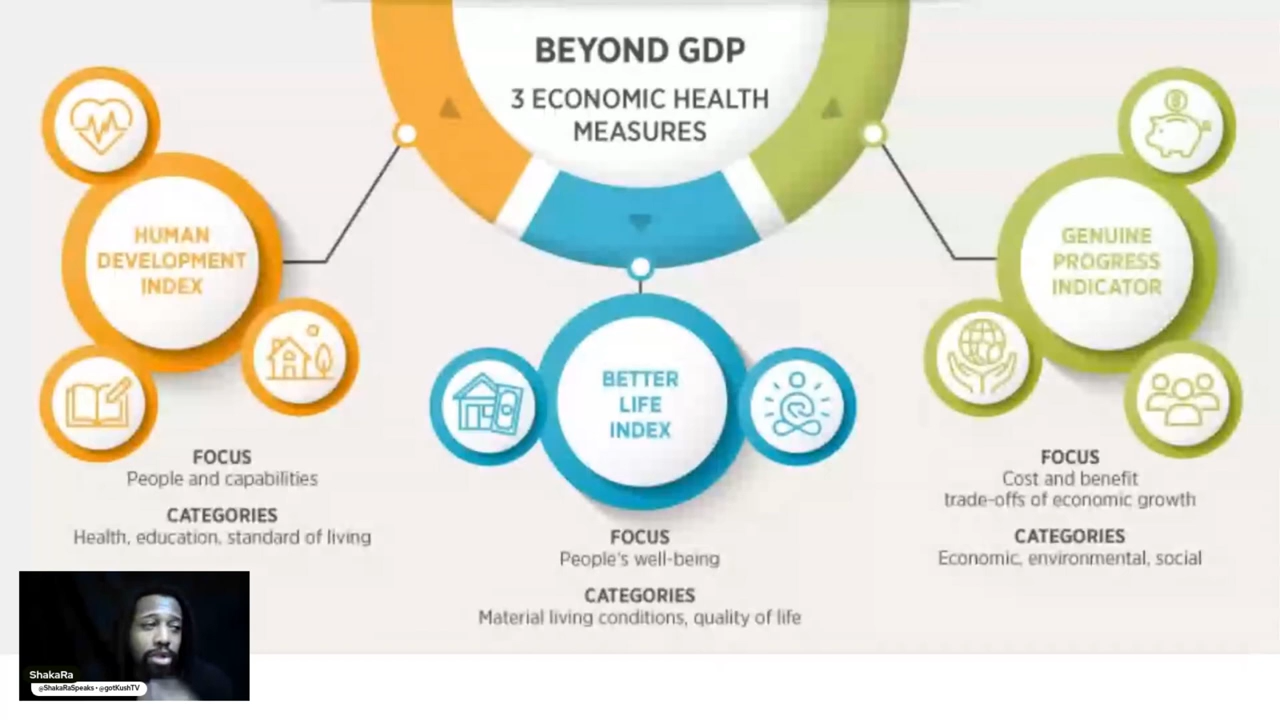 BEYOND GDP
3 ECONOMIC HEALTH
MEASURES
HUMAN
DEVELOPMENT
INDEX
FOCUS
People and capabilities
CATEGORIES
Health, education, standard of living
BETTER
LIFE
INDEX
FOCUS
People's well-being
CATEGORIES
Material living conditions, quality of life
GENUINE
PROGRESS
INDICATOR
FOCUS
Cost and benefit
trade-offs of economic growth
CATEGORIES
Economic, environmental, social
ShakaRa
@ShakaRaSpeaks • @gotKushTV